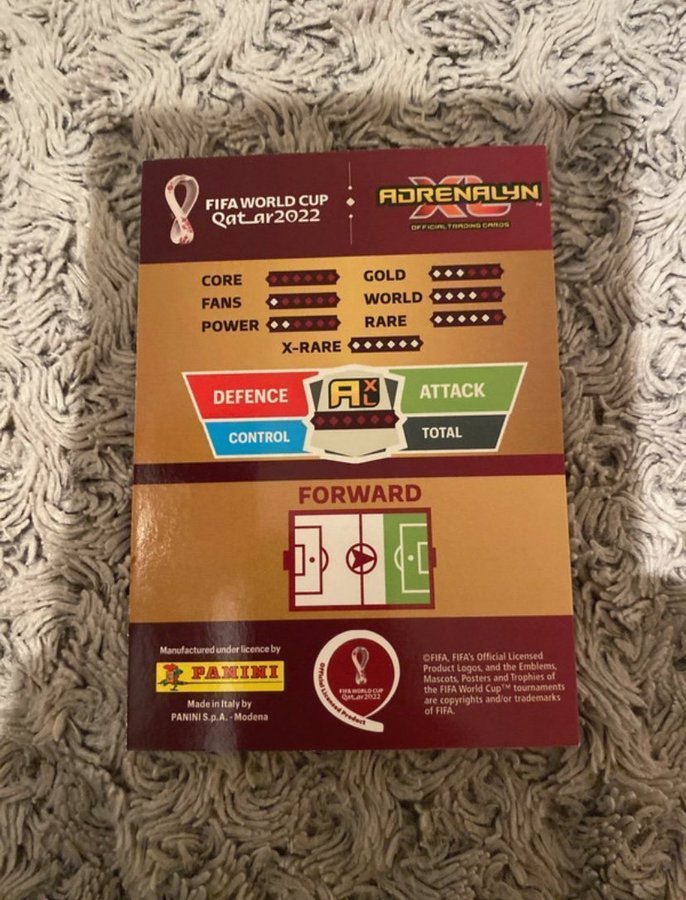 FIFA WORLD CUP
Qatar2022
ADRENALYN
XL
™
OFFICIAL TRADING CARDS
CORE
GOLD
FANS
WORLD
POWER
RARE
X-RARE
DEFENCE
AXL
ATTACK
CONTROL
TOTAL
FORWARD
Manufactured under licence by
PANINI
Made in Italy by
PANINI S.p.A. - Modena
FIFA WORLD CUP
Qatar2022
Official Licensed Product
©FIFA, FIFA's Official Licensed
Product Logos, and the Emblems,
Mascots, Posters and Trophies of
the FIFA World Cup™ tournaments
are copyrights and/or trademarks
of FIFA.